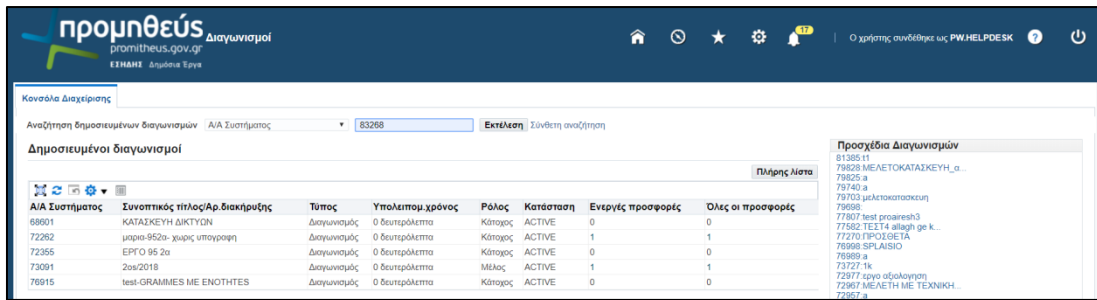 προμηθεύς Διαγωνισμοί
promitheus.gov.gr
ΕΣΗΔΗΣ Δημόσια Έργα
17
Ο χρήστης συνδέθηκε ως PW.HELPDESK ?
Κονσόλα Διαχείρισης
Αναζήτηση δημοσιευμένων διαγωνισμών Α/Α Συστήματος 83268 Εκτέλεση Σύνθετη αναζήτηση
Δημοσιευμένοι διαγωνισμοί
Πλήρης λίστα
Α/Α Συστήματος Συνοπτικός τίτλος/Αρ.διακήρυξης Τύπος Υπολειπομ.χρόνος Ρόλος Κατάσταση Ενεργές προσφορές Όλες οι προσφορές
68601 ΚΑΤΑΣΚΕΥΗ ΔΙΚΤΥΩΝ Διαγωνισμός 0 δευτερόλεπτα Κάτοχος ACTIVE 0 0
72262 μαρια-952α- χωρις υπογραφη Διαγωνισμός 0 δευτερόλεπτα Κάτοχος ACTIVE 1 1
72355 ΕΡΓΟ 95 2α Διαγωνισμός 0 δευτερόλεπτα Κάτοχος ACTIVE 0 0
73091 2os/2018 Διαγωνισμός 0 δευτερόλεπτα Μέλος ACTIVE 1 1
76915 test-GRAMMES ME ENOTHTES Διαγωνισμός 0 δευτερόλεπτα Κάτοχος ACTIVE 0 0
Προσχέδια Διαγωνισμών
81385:t1
79828:ΜΕΛΕΤΟΚΑΤΑΣΚΕΥΗ_α...
79825:a
79740:a
79703:μελετοκατασκευη
79698:
77807:test proairesh3
77582:ΤΕΣΤ4 allagh ge k...
77270:ΠΡΟΣΘΕΤΑ
76998:SPLAISIO
76989:a
73727:1k
72977:εργο αξιολογηση
72967:ΜΕΛΕΤΗ ΜΕ ΤΕΧΝΙΚΗ...
72957:a